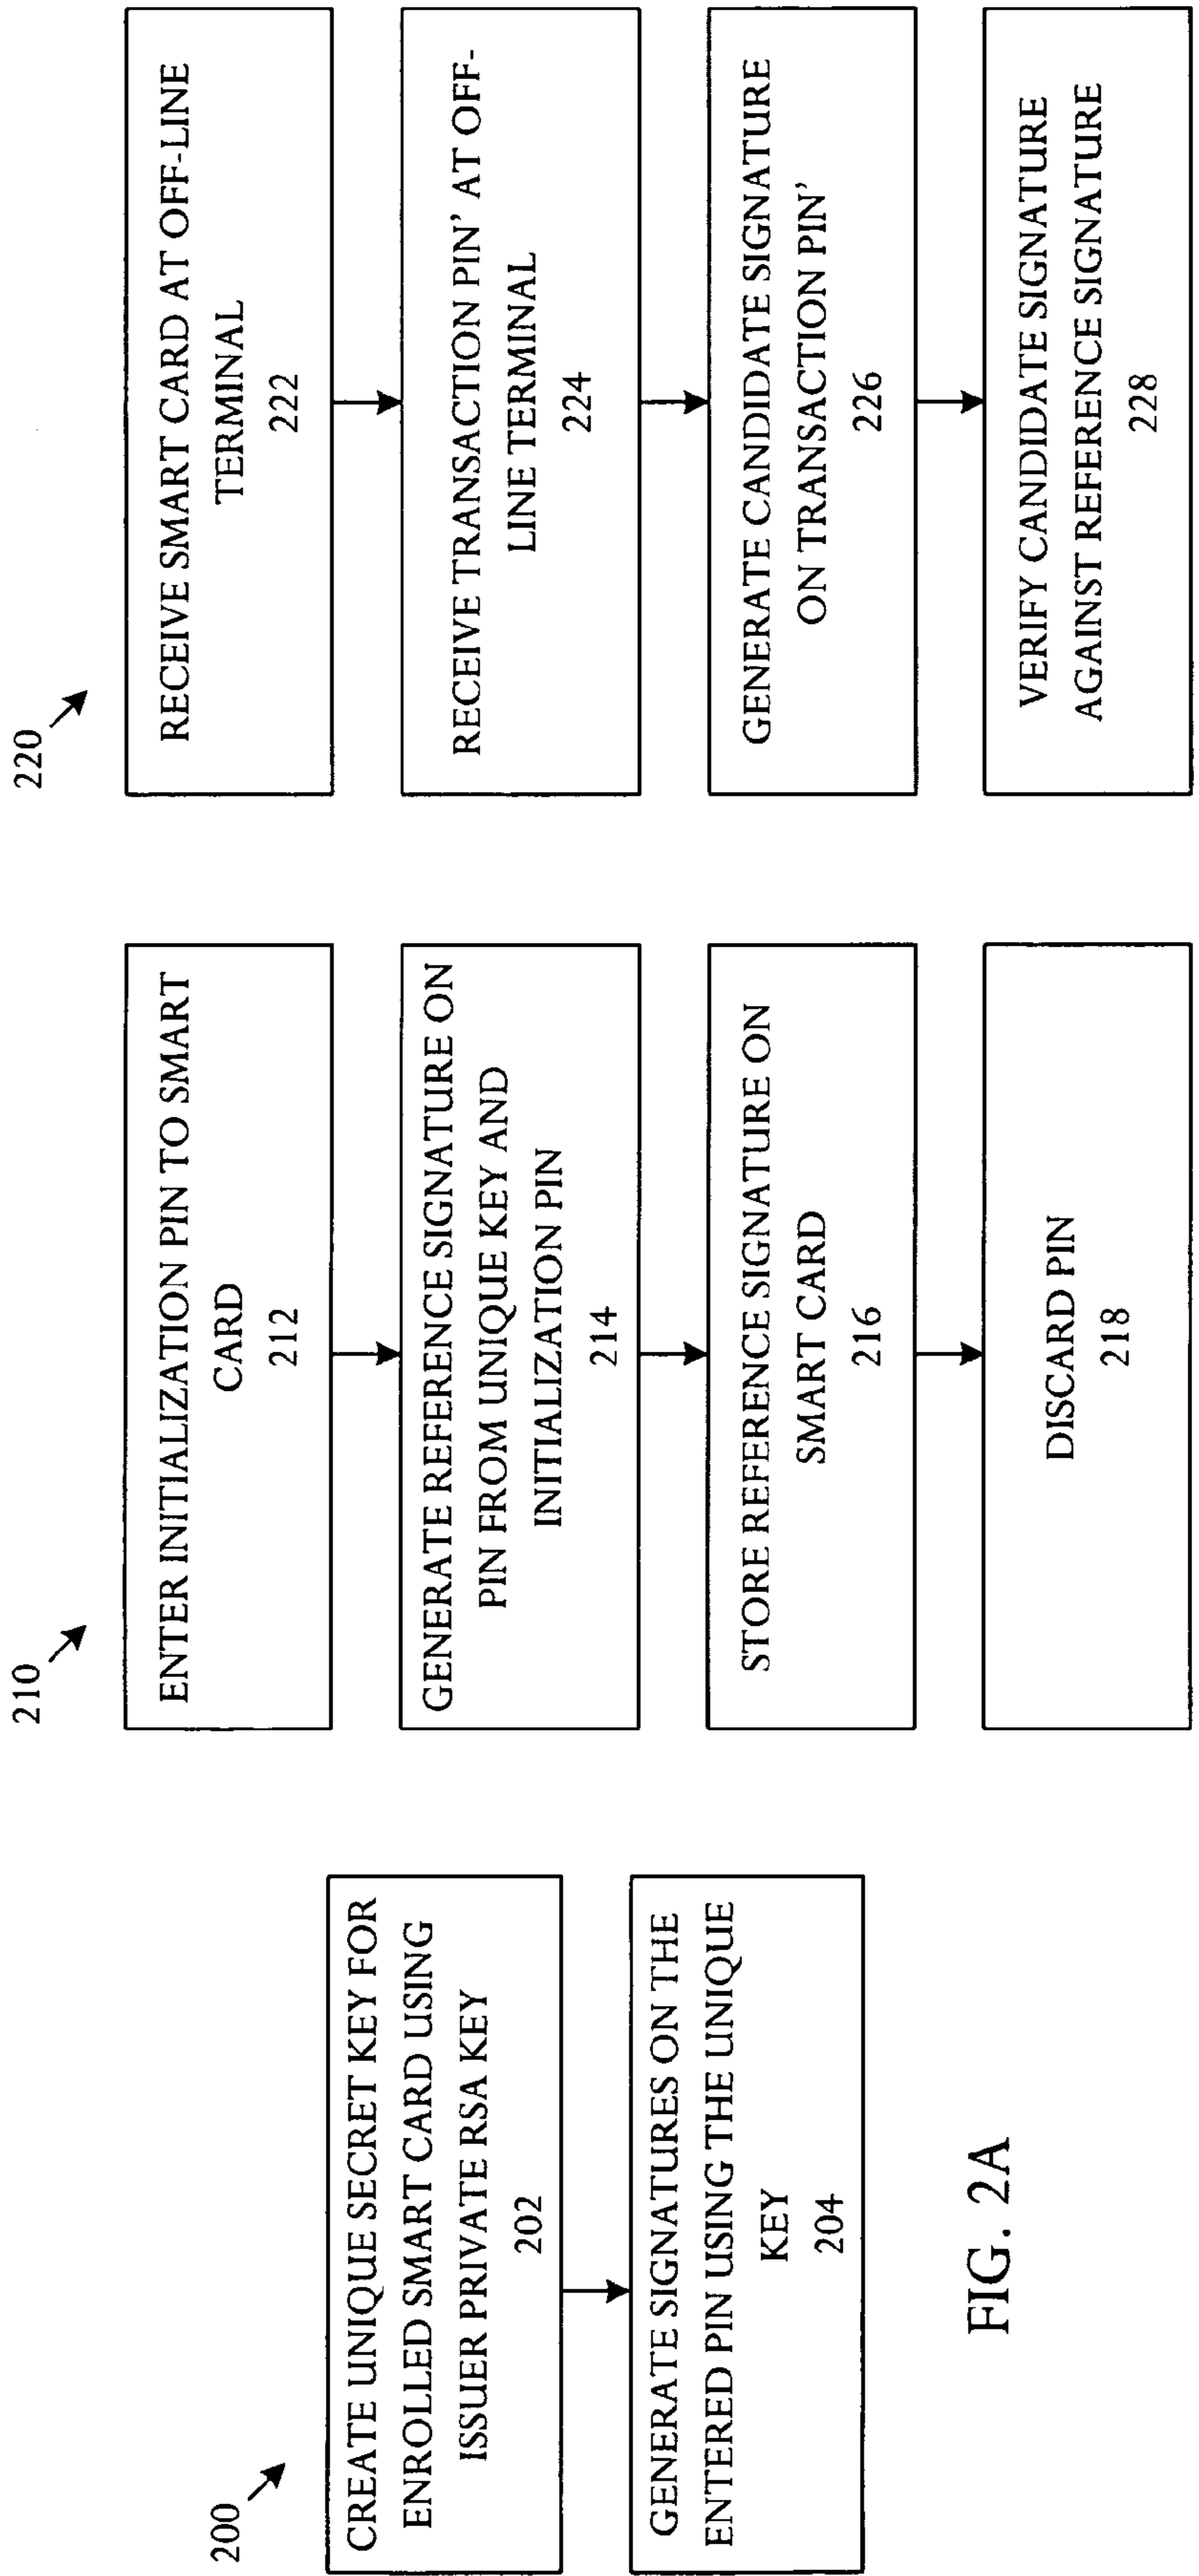 200
CREATE UNIQUE SECRET KEY FOR
ENROLLED SMART CARD USING
ISSUER PRIVATE RSA KEY
202
GENERATE SIGNATURES ON THE
ENTERED PIN USING THE UNIQUE
KEY
204
210
ENTER INITIALIZATION PIN TO SMART
CARD
212
GENERATE REFERENCE SIGNATURE ON
PIN FROM UNIQUE KEY AND
INITIALIZATION PIN
214
STORE REFERENCE SIGNATURE ON
SMART CARD
216
DISCARD PIN
218
220
RECEIVE SMART CARD AT OFF-LINE
TERMINAL
222
RECEIVE TRANSACTION PIN' AT OFF-
LINE TERMINAL
224
GENERATE CANDIDATE SIGNATURE
ON TRANSACTION PIN'
226
VERIFY CANDIDATE SIGNATURE
AGAINST REFERENCE SIGNATURE
228
FIG. 2A